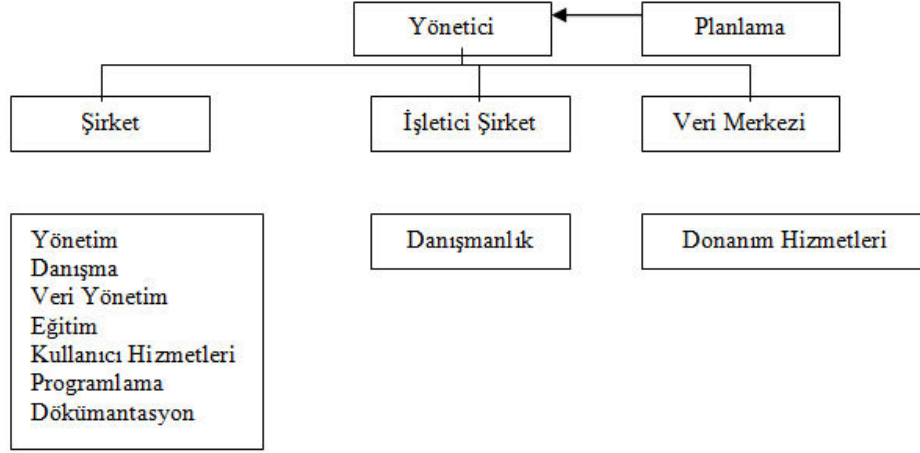 Yönetici
Planlama
Şirket
İşletici Şirket
Veri Merkezi
Yönetim
Danışma
Veri Yönetim
Eğitim
Kullanıcı Hizmetleri
Programlama
Dökümantasyon
Danışmanlık
Donanım Hizmetleri